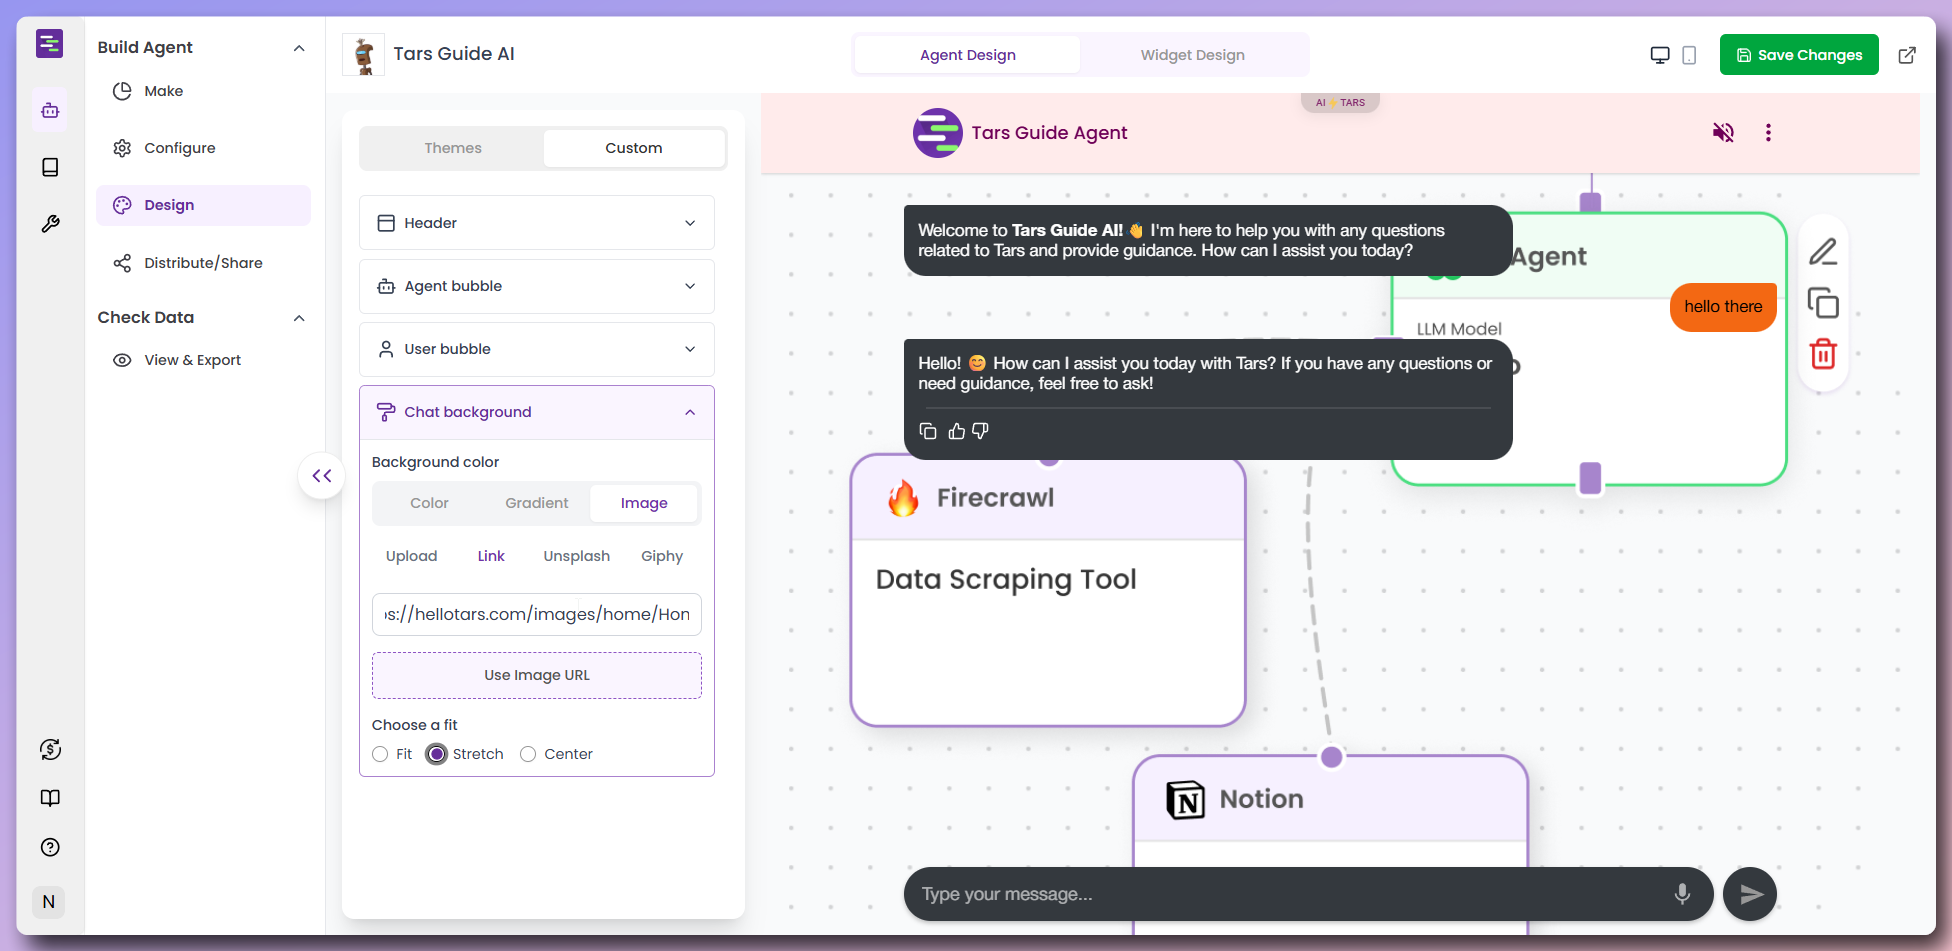 Build Agent
Make
Configure
Design
Distribute/Share
Check Data
View & Export
N
Tars Guide AI
Agent Design
Widget Design
Save Changes
Themes
Custom
Header
Agent bubble
User bubble
Chat background
Background color
Color
Gradient
Image
Upload
Link
Unsplash
Giphy
s://hellotars.com/images/home/Hon
Use Image URL
Choose a fit
Fit
Stretch
Center
AI TARS
Tars Guide Agent
Welcome to Tars Guide AI! 👋 I'm here to help you with any questions
related to Tars and provide guidance. How can I assist you today?
Agent
hello there
LLM Model
Hello! 😊 How can I assist you today with Tars? If you have any questions or
need guidance, feel free to ask!
Firecrawl
Data Scraping Tool
Notion
Type your message...